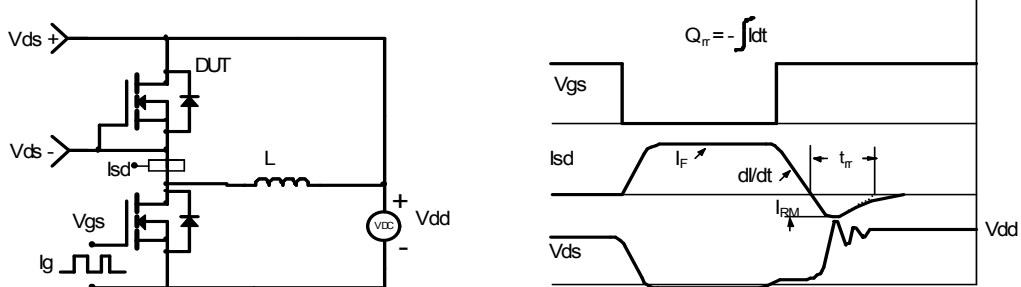 Vds +
DUT
Vds -
Isd
L
Vgs
+
VDC
Vdd
-
Ig
Qrr = - ∫Idt
Vgs
Isd
IF
dI/dt
trr
IRM
Vds
Vdd